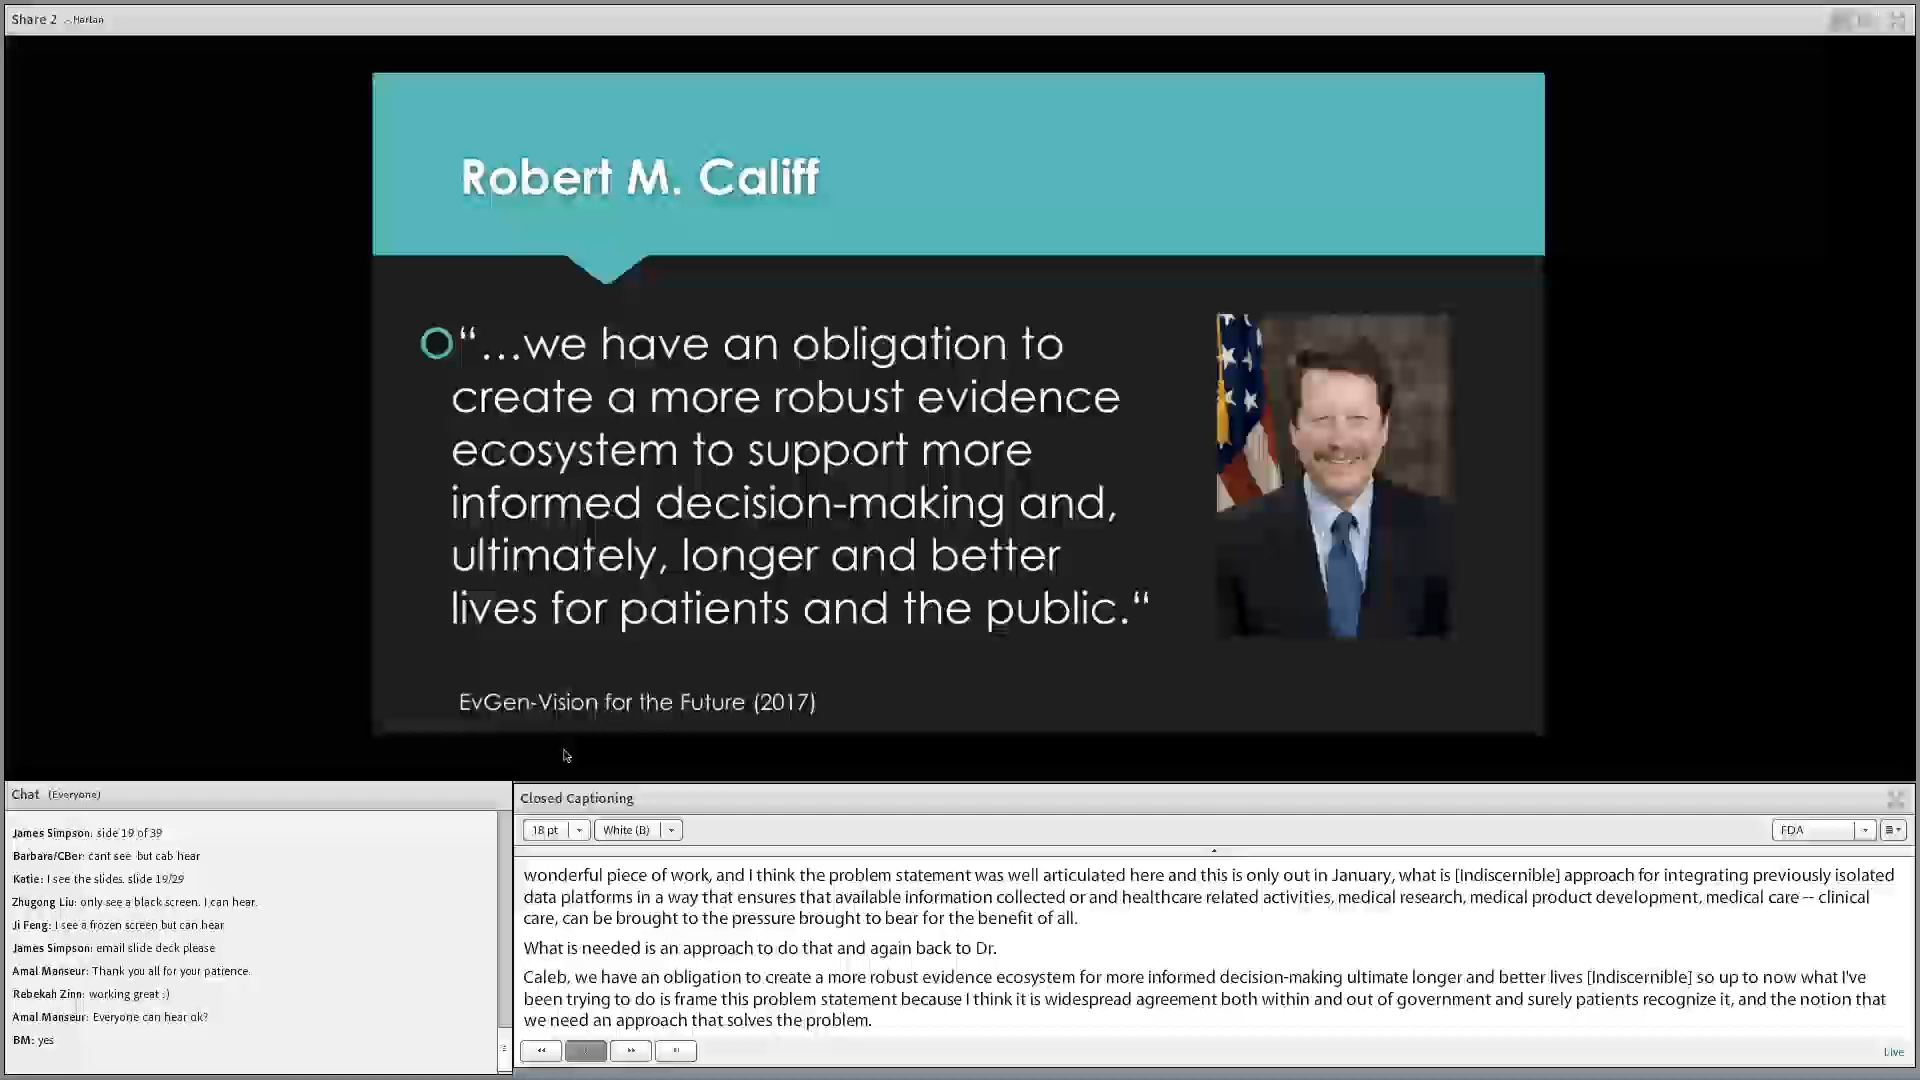 Share 2
Harlan
Robert M. Califf
“...we have an obligation to
create a more robust evidence
ecosystem to support more
informed decision-making and,
ultimately, longer and better
lives for patients and the public.“
EvGen-Vision for the Future (2017)
Chat (Everyone)
James Simpson: side 19 of 39
Barbara/CBer: cant see but cab hear
Katie: I see the slides. slide 19/29
Zhugong Liu: only see a black screen. I can hear.
Ji Feng: I see a frozen screen but can hear
James Simpson: email slide deck please
Amal Manseur: Thank you all for your patience.
Rebekah Zinn: working great :)
Amal Manseur: Everyone can hear ok?
BM: yes
Closed Captioning
18 pt
White (B)
FDA
wonderful piece of work, and I think the problem statement was well articulated here and this is only out in January, what is [Indiscernible] approach for integrating previously isolated
data platforms in a way that ensures that available information collected or and healthcare related activities, medical research, medical product development, medical care -- clinical
care, can be brought to the pressure brought to bear for the benefit of all.
What is needed is an approach to do that and again back to Dr.
Caleb, we have an obligation to create a more robust evidence ecosystem for more informed decision-making ultimate longer and better lives [Indiscernible] so up to now what I've
been trying to do is frame this problem statement because I think it is widespread agreement both within and out of government and surely patients recognize it, and the notion that
we need an approach that solves the problem.
Live